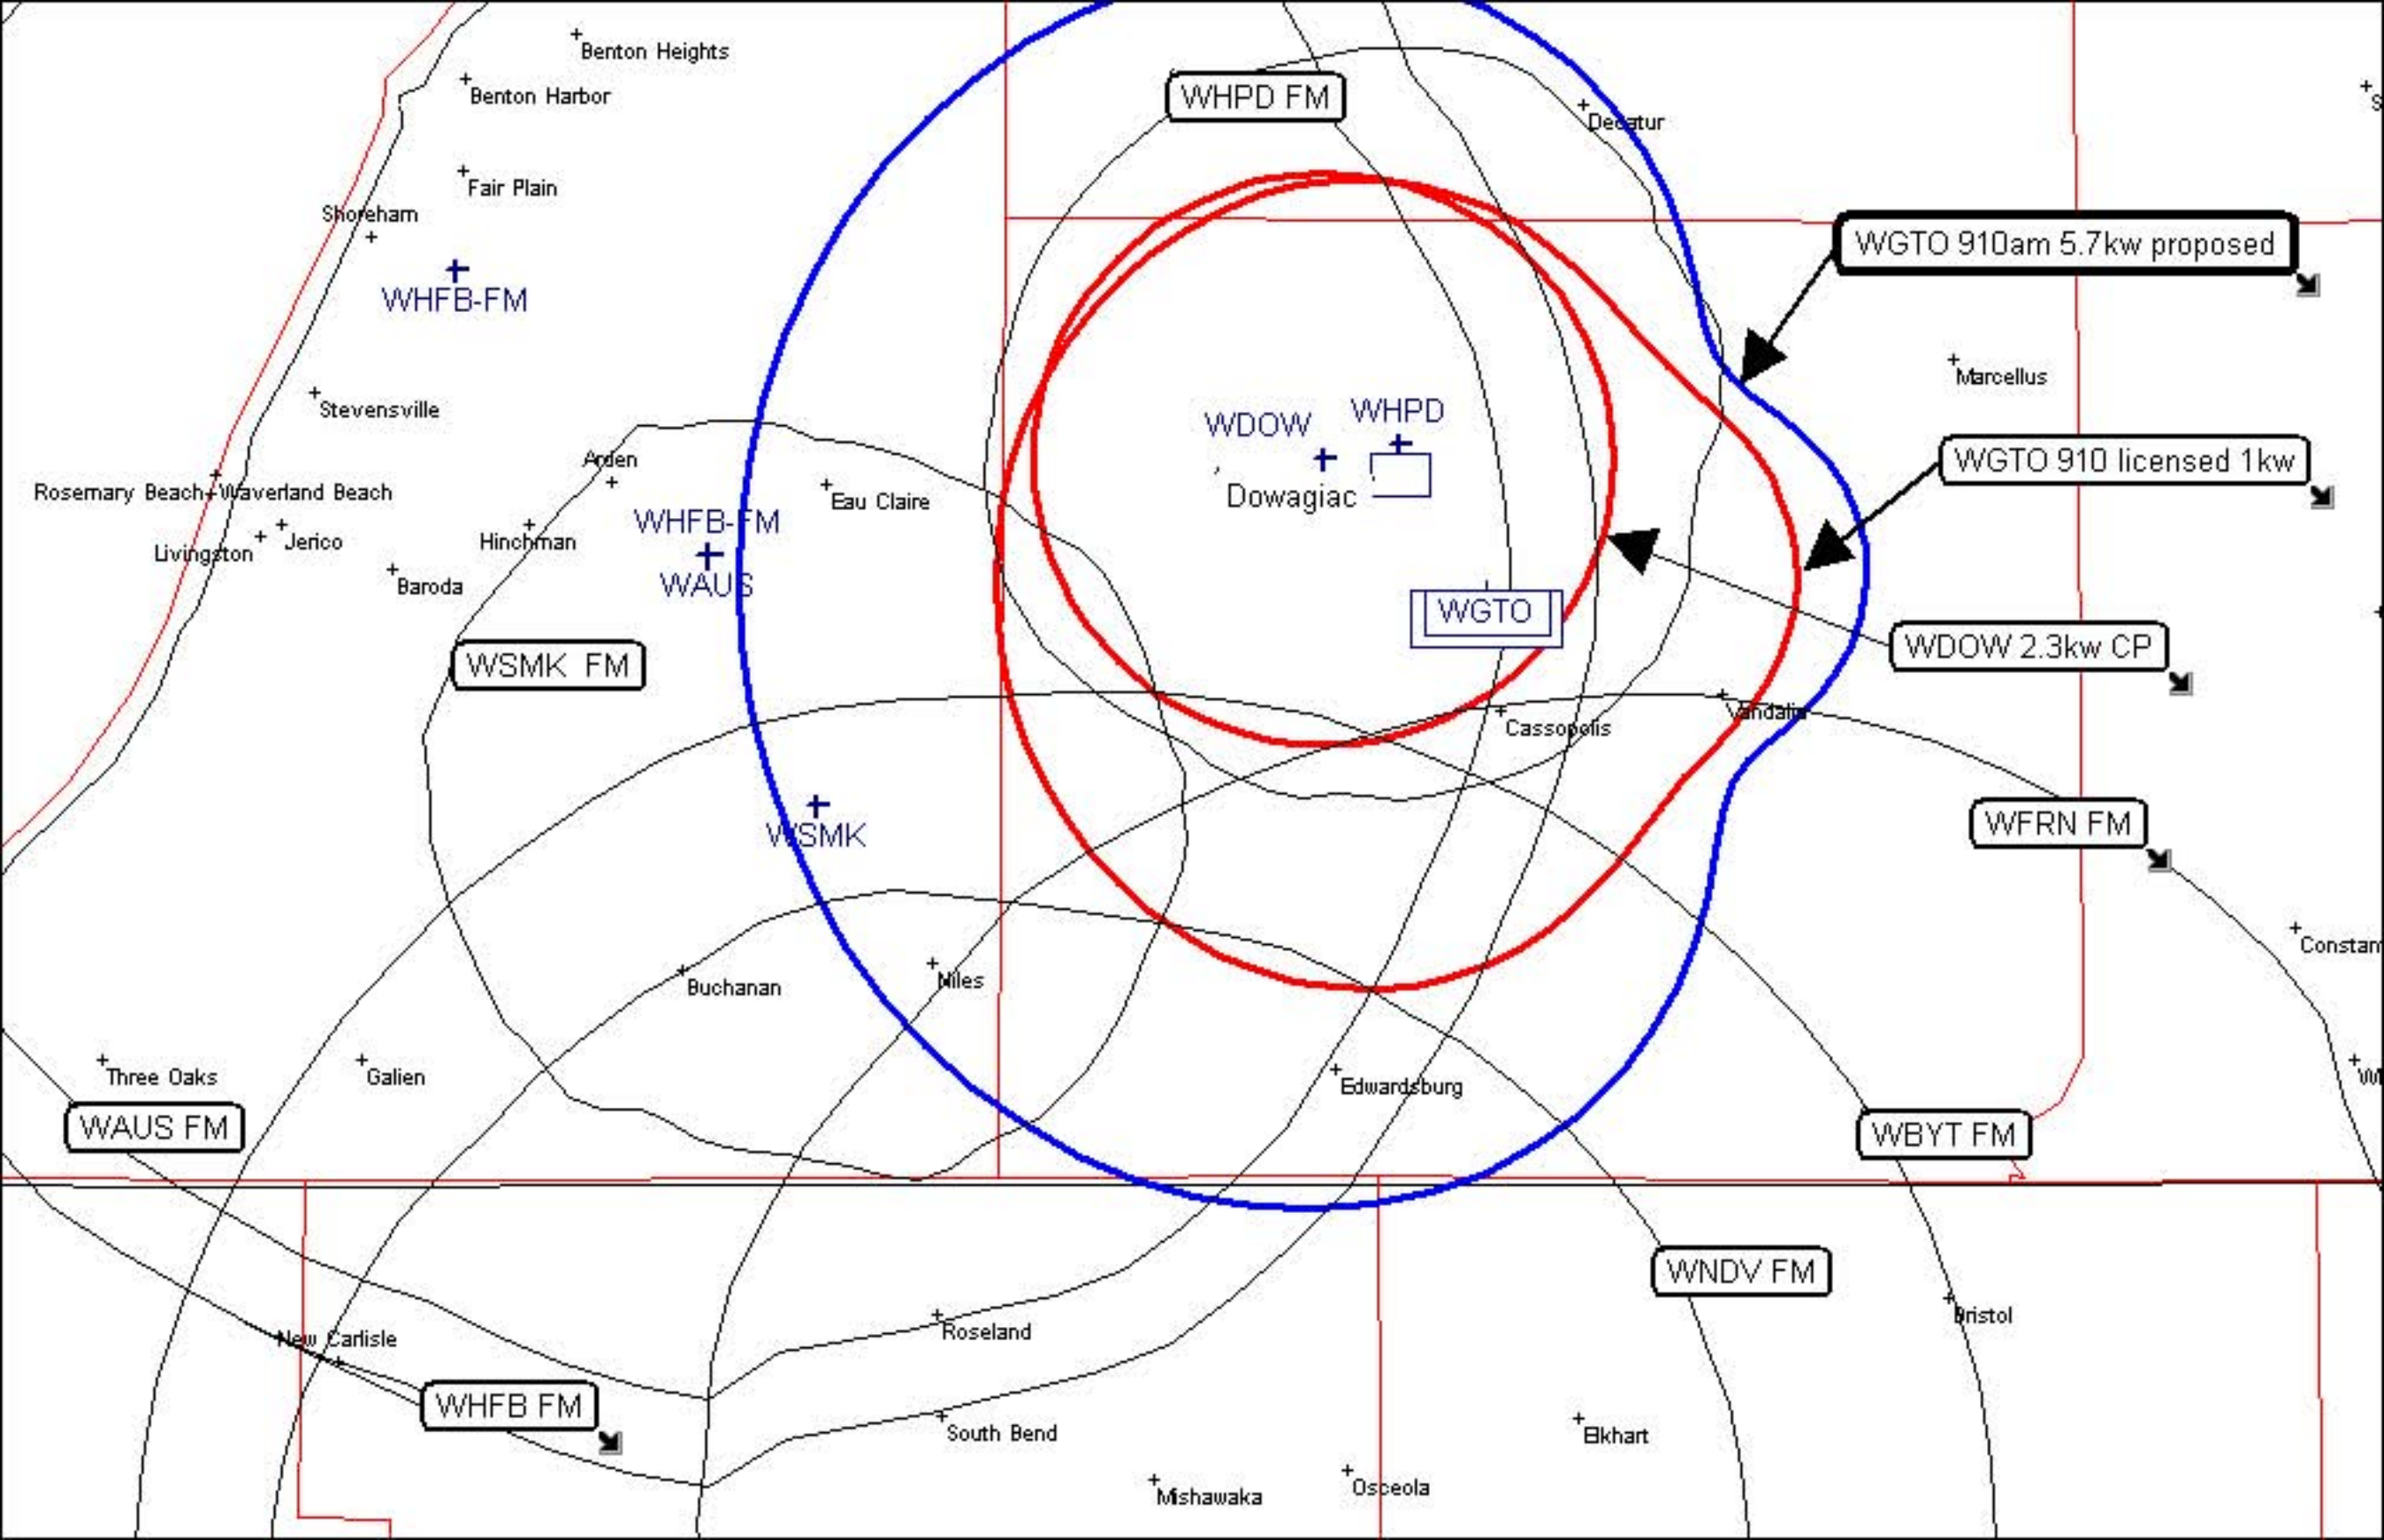 Benton Heights
Benton Harbor
WHPD FM
Decatur
Fair Plain
Shoreham
WGTO 910am 5.7kw proposed
WHFB-FM
Marcellus
Stevensville
WDOW
WHPD
Arden
WGTO 910 licensed 1kw
Rosemary Beach
Waverland Beach
Eau Claire
Dowagiac
WHFB-FM
Jerico
Hinchman
Livingston
WAUS
Baroda
WGTO
WDOW 2.3kw CP
WSMK FM
Vandalia
Cassopolis
WFRN FM
WSMK
Constan
Niles
Buchanan
Three Oaks
Galien
Edwardsburg
WAUS FM
WBYT FM
WNDV FM
Bristol
Roseland
New Carlisle
WHFB FM
South Bend
Elkhart
Osceola
Mishawaka